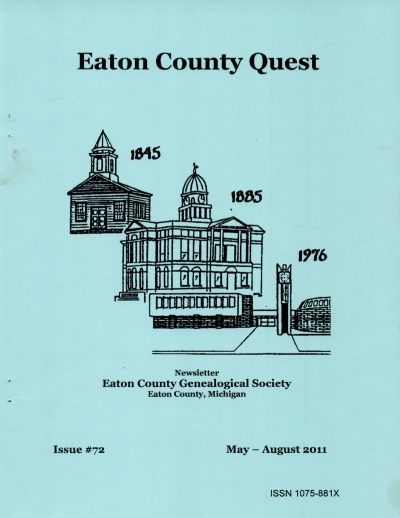 Eaton County Quest
1845
1885
1976
Newsletter
Eaton County Genealogical Society
Eaton County, Michigan
Issue #72 May – August 2011
ISSN 1075-881X